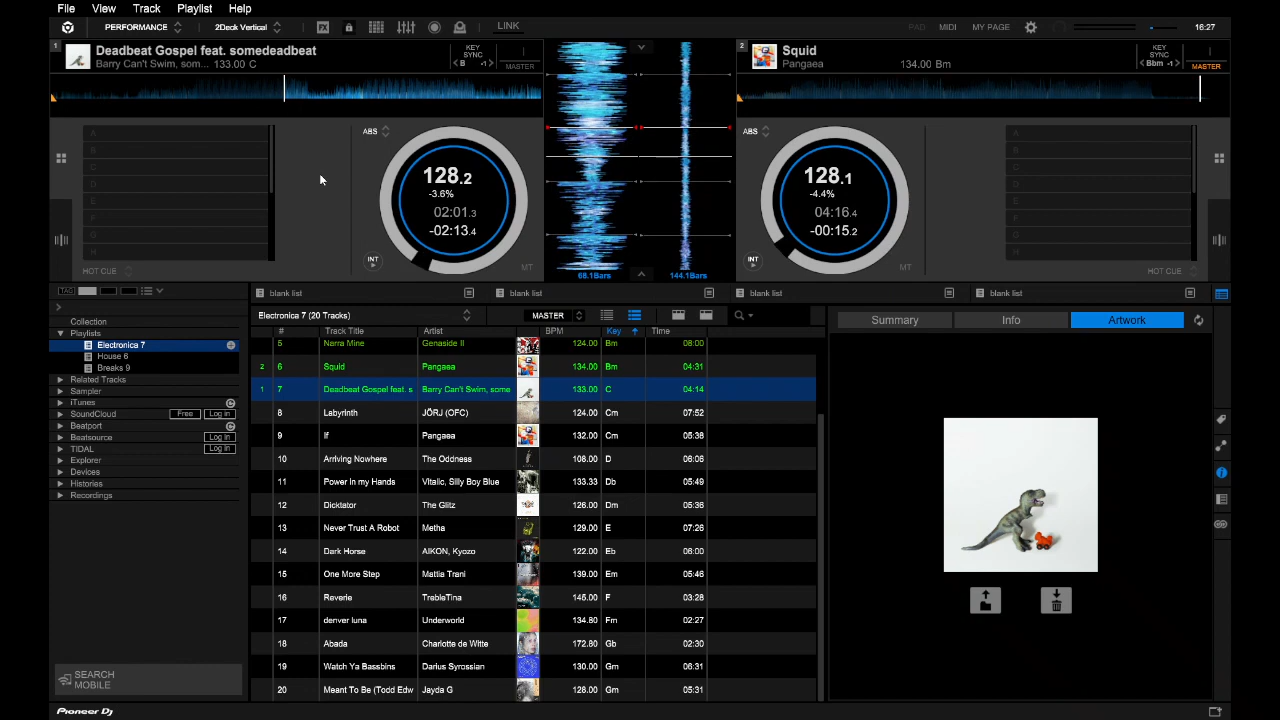 File View Track Playlist Help
PERFORMANCE 2Deck Vertical FX LINK PAD MIDI MY PAGE 16:27
1 Deadbeat Gospel feat. somedeadbeat
Barry Can't Swim, som... 133.00 C
KEY SYNC
B -1
MASTER
2 Squid
Pangaea 134.00 Bm
KEY SYNC
Bbm -1
MASTER
A
B
C
D
E
F
G
H
HOT CUE
ABS
128.2
-3.6%
02:01.3
-02:13.4
INT
MT
68.1Bars 144.1Bars
ABS
128.1
-4.4%
04:16.4
-00:15.2
INT
MT
A
B
C
D
E
F
G
H
HOT CUE
TAG
blank list blank list blank list blank list
Collection
Playlists
Electronica 7
House 6
Breaks 9
Related Tracks
Sampler
iTunes
SoundCloud Free Log in
Beatport
Beatsource Log in
TIDAL Log in
Explorer
Devices
Histories
Recordings
SEARCH
MOBILE
Electronica 7 (20 Tracks) MASTER
# Track Title Artist BPM Key Time
5 Narra Mine Genaside II 124.00 Bm 08:00
2 6 Squid Pangaea 134.00 Bm 04:31
1 7 Deadbeat Gospel feat. s Barry Can't Swim, some 133.00 C 04:14
8 Labyrinth JÖRJ (OFC) 124.00 Cm 07:52
9 If Pangaea 132.00 Cm 05:38
10 Arriving Nowhere The Oddness 108.00 D 06:06
11 Power In my Hands Vitalic, Silly Boy Blue 133.33 Db 05:49
12 Dicktator The Glitz 126.00 Dm 05:36
13 Never Trust A Robot Metha 129.00 E 07:26
14 Dark Horse AIKON, Kyozo 122.00 Eb 06:00
15 One More Step Mattia Trani 139.00 Em 05:46
16 Reverie TrebleTina 145.00 F 03:28
17 denver luna Underworld 134.80 Fm 02:27
18 Abada Charlotte de Witte 172.80 Gb 02:30
19 Watch Ya Bassbins Darius Syrossian 130.00 Gm 06:31
20 Meant To Be (Todd Edw Jayda G 128.00 Gm 05:31
Summary Info Artwork
Pioneer Dj